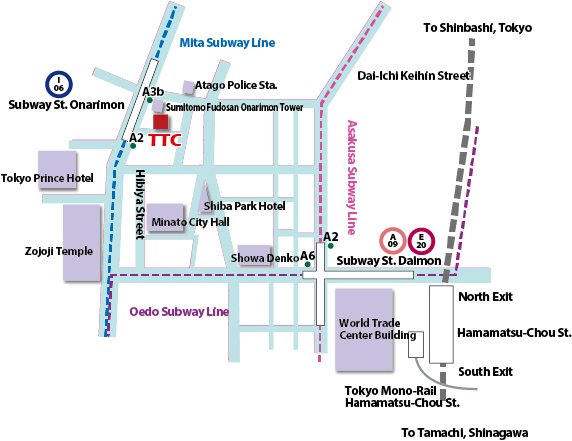 To Shinbashi, Tokyo
Mita Subway Line
Dai-Ichi Keihin Street
I
06
Atago Police Sta.
A3b
Subway St. Onarimon
Sumitomo Fudosan Onarimon Tower
TTC
A2
Asakusa Subway Line
Tokyo Prince Hotel
Hibiya Street
Shiba Park Hotel
Minato City Hall
A
09
E
20
A2
Zojoji Temple
Showa Denko
A6
Subway St. Daimon
North Exit
Oedo Subway Line
World Trade
Center Building
Hamamatsu-Chou St.
South Exit
Tokyo Mono-Rail
Hamamatsu-Chou St.
To Tamachi, Shinagawa